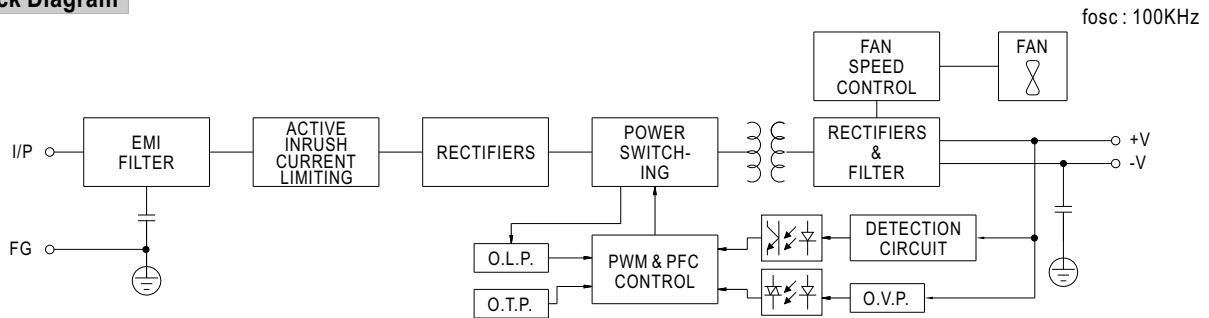 ck Diagram
fosc : 100KHz
FAN
SPEED
CONTROL
FAN
I/P
EMI
FILTER
ACTIVE
INRUSH
CURRENT
LIMITING
RECTIFIERS
POWER
SWITCH-
ING
RECTIFIERS
&
FILTER
+V
-V
FG
O.L.P.
O.T.P.
PWM & PFC
CONTROL
DETECTION
CIRCUIT
O.V.P.